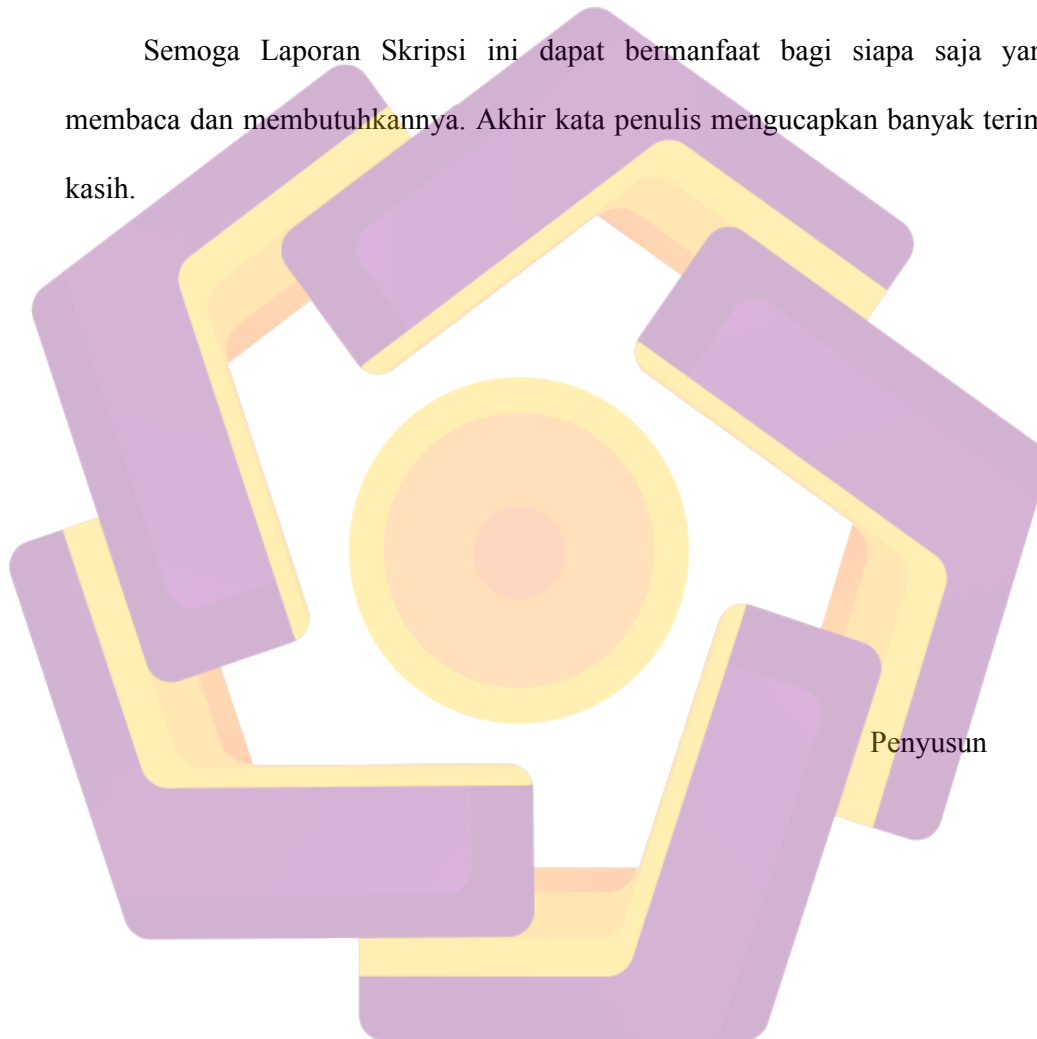 Semoga Laporan Skripsi ini dapat bermanfaat bagi siapa saja yan
membaca dan membutuhkannya. Akhir kata penulis mengucapkan banyak terim
kasih.
Penyusun